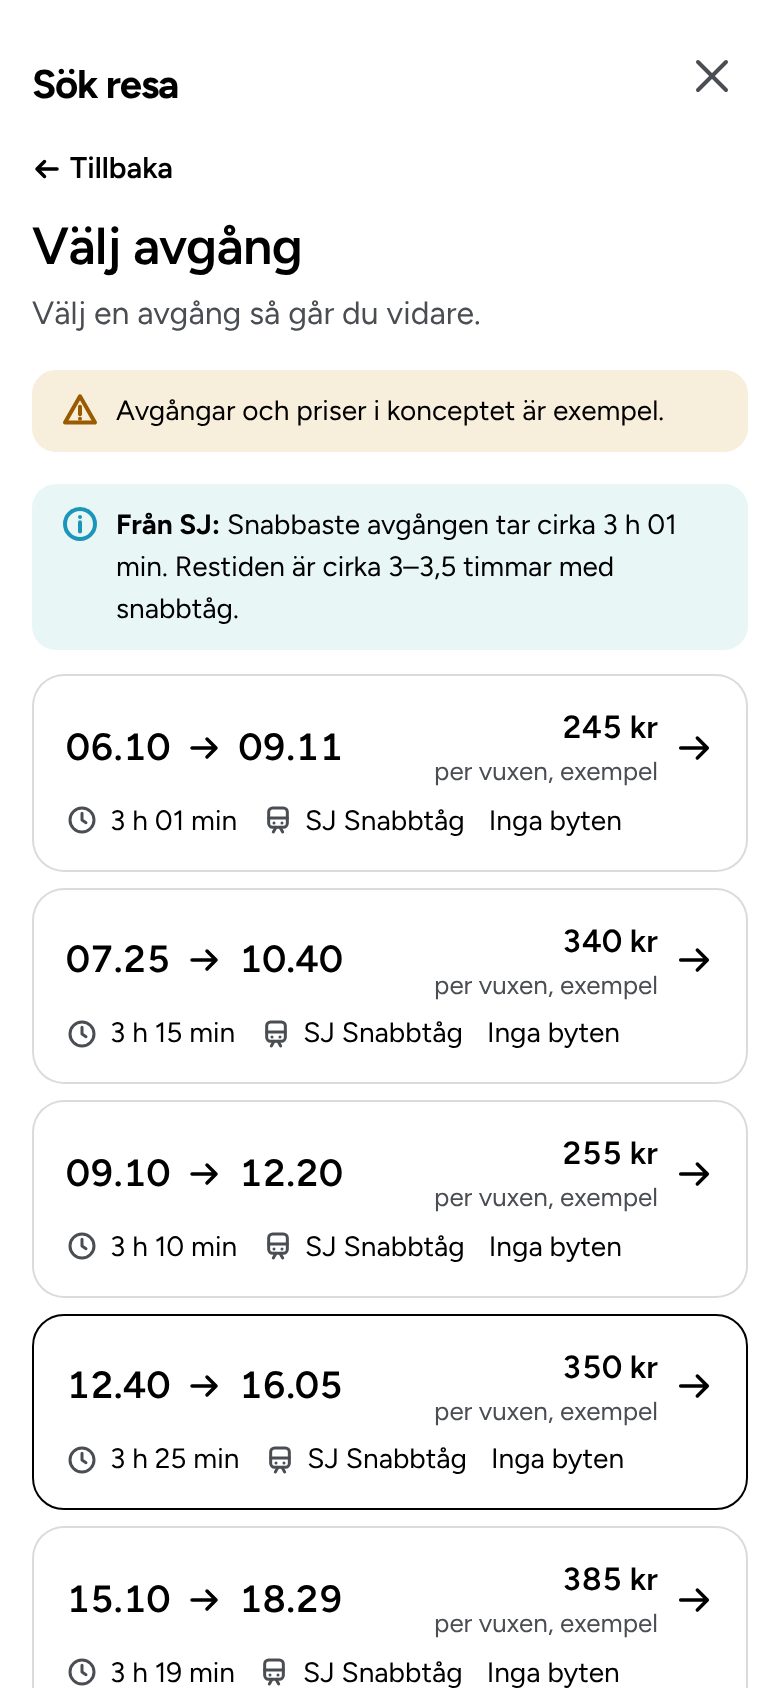 Sök resa
← Tillbaka
Välj avgång
Välj en avgång så går du vidare.
Avgångar och priser i konceptet är exempel.
Från SJ: Snabbaste avgången tar cirka 3 h 01
min. Restiden är cirka 3–3,5 timmar med
snabbtåg.
06.10 → 09.11 245 kr →
per vuxen, exempel
3 h 01 min SJ Snabbtåg Inga byten
07.25 → 10.40 340 kr →
per vuxen, exempel
3 h 15 min SJ Snabbtåg Inga byten
09.10 → 12.20 255 kr →
per vuxen, exempel
3 h 10 min SJ Snabbtåg Inga byten
12.40 → 16.05 350 kr →
per vuxen, exempel
3 h 25 min SJ Snabbtåg Inga byten
15.10 → 18.29 385 kr →
per vuxen, exempel
3 h 19 min SJ Snabbtåg Inga byten